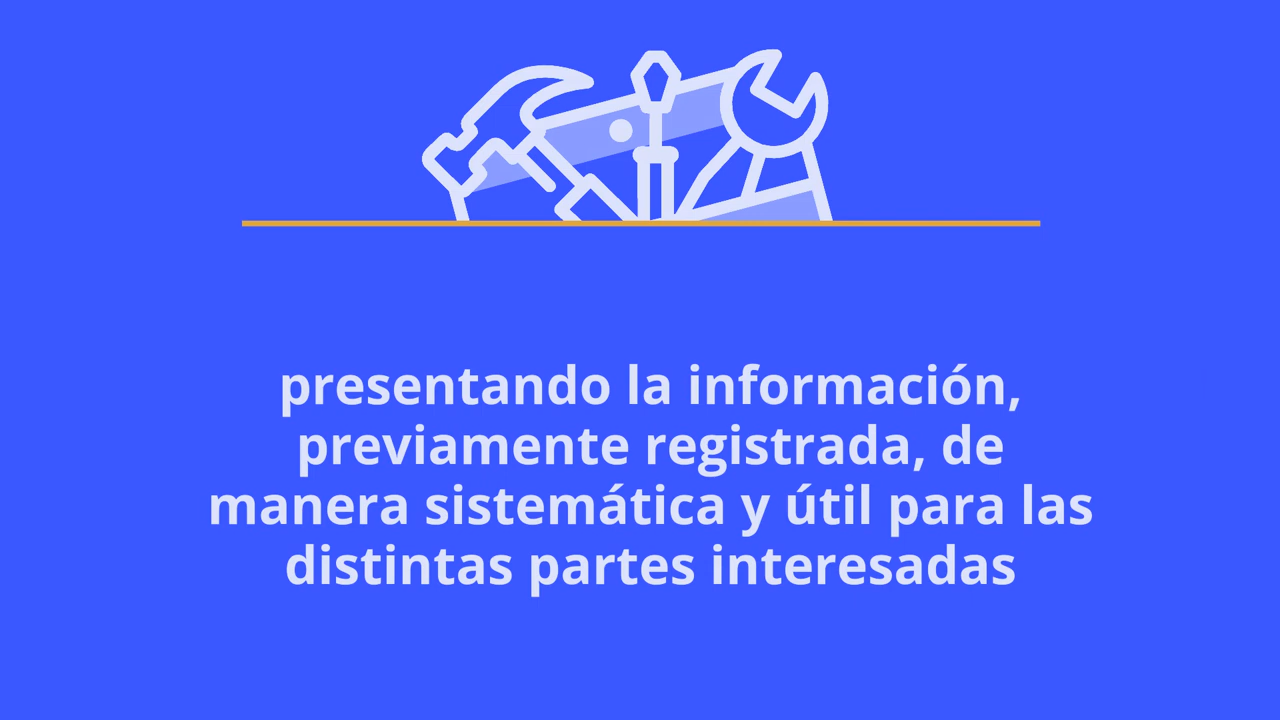 presentando la información,
previamente registrada, de
manera sistemática y útil para las
distintas partes interesadas